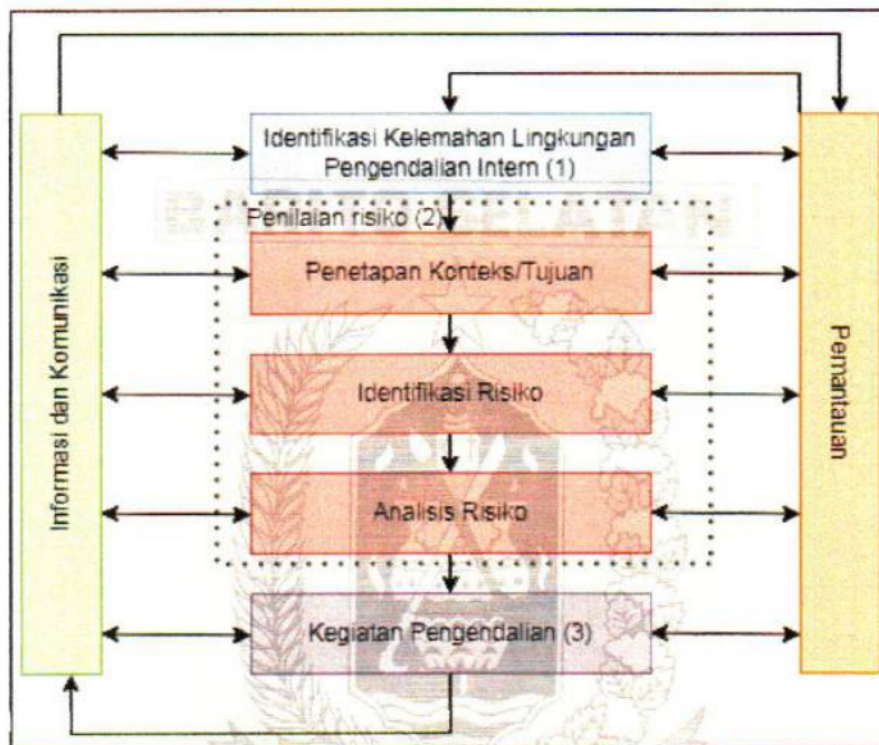 Identifikasi Kelemahan Lingkungan
Pengendalian Intern (1)
Penilaian risiko (2)
Penetapan Konteks/Tujuan
Identifikasi Risiko
Analisis Risiko
Kegiatan Pengendalian (3)
Informasi dan Komunikasi
Pemantauan